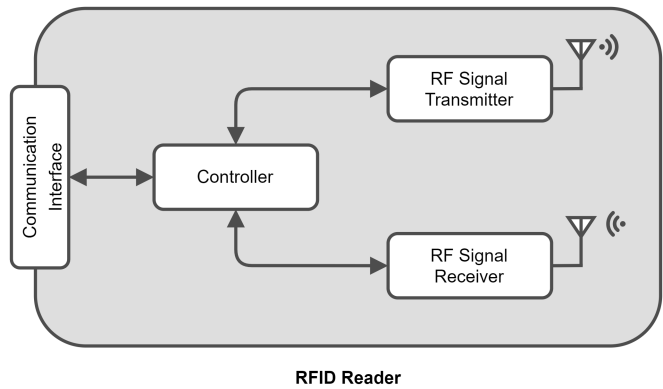 RF Signal
Transmitter
Communication
Interface
Controller
RF Signal
Receiver
RFID Reader